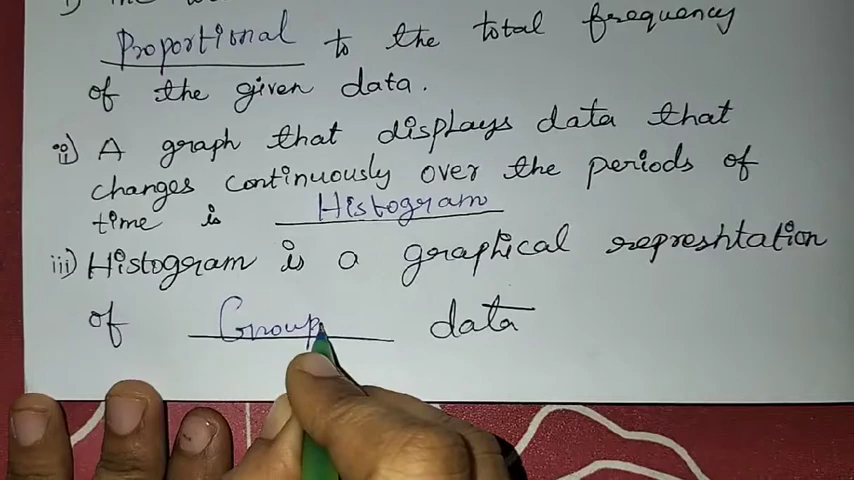 i) The
Proportional to the total frequency
of the given data.
ii) A graph that displays data that
changes continuously over the periods of
time is Histogram
iii) Histogram is a graphical represhtation
of Group data